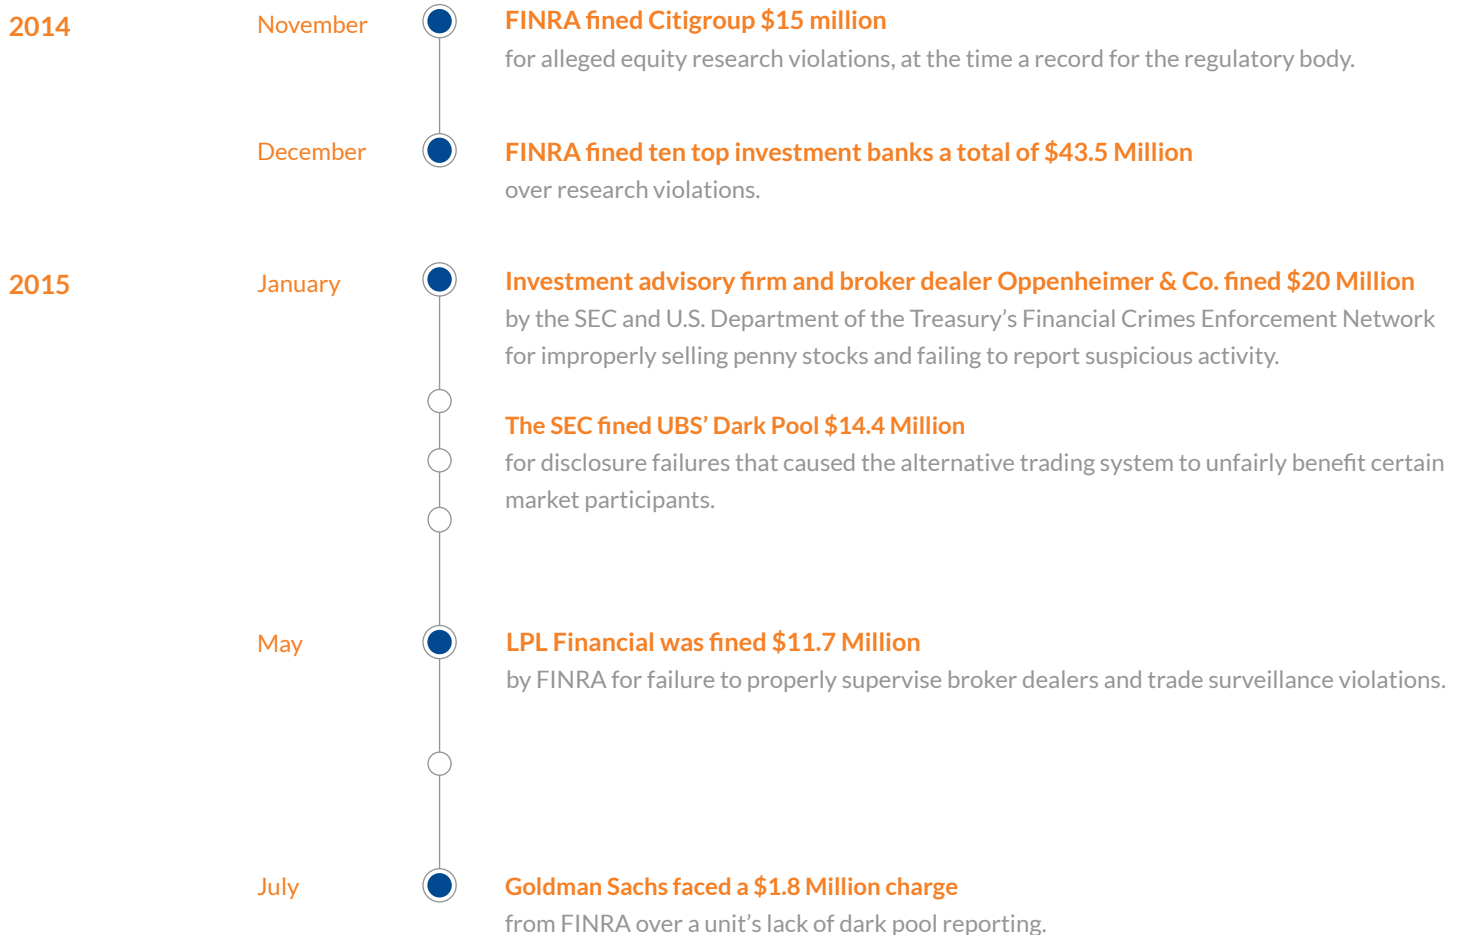 2014
November
FINRA fined Citigroup $15 million
for alleged equity research violations, at the time a record for the regulatory body.
December
FINRA fined ten top investment banks a total of $43.5 Million
over research violations.
2015
January
Investment advisory firm and broker dealer Oppenheimer & Co. fined $20 Million
by the SEC and U.S. Department of the Treasury’s Financial Crimes Enforcement Network
for improperly selling penny stocks and failing to report suspicious activity.
The SEC fined UBS’ Dark Pool $14.4 Million
for disclosure failures that caused the alternative trading system to unfairly benefit certain
market participants.
May
LPL Financial was fined $11.7 Million
by FINRA for failure to properly supervise broker dealers and trade surveillance violations.
July
Goldman Sachs faced a $1.8 Million charge
from FINRA over a unit’s lack of dark pool reporting.